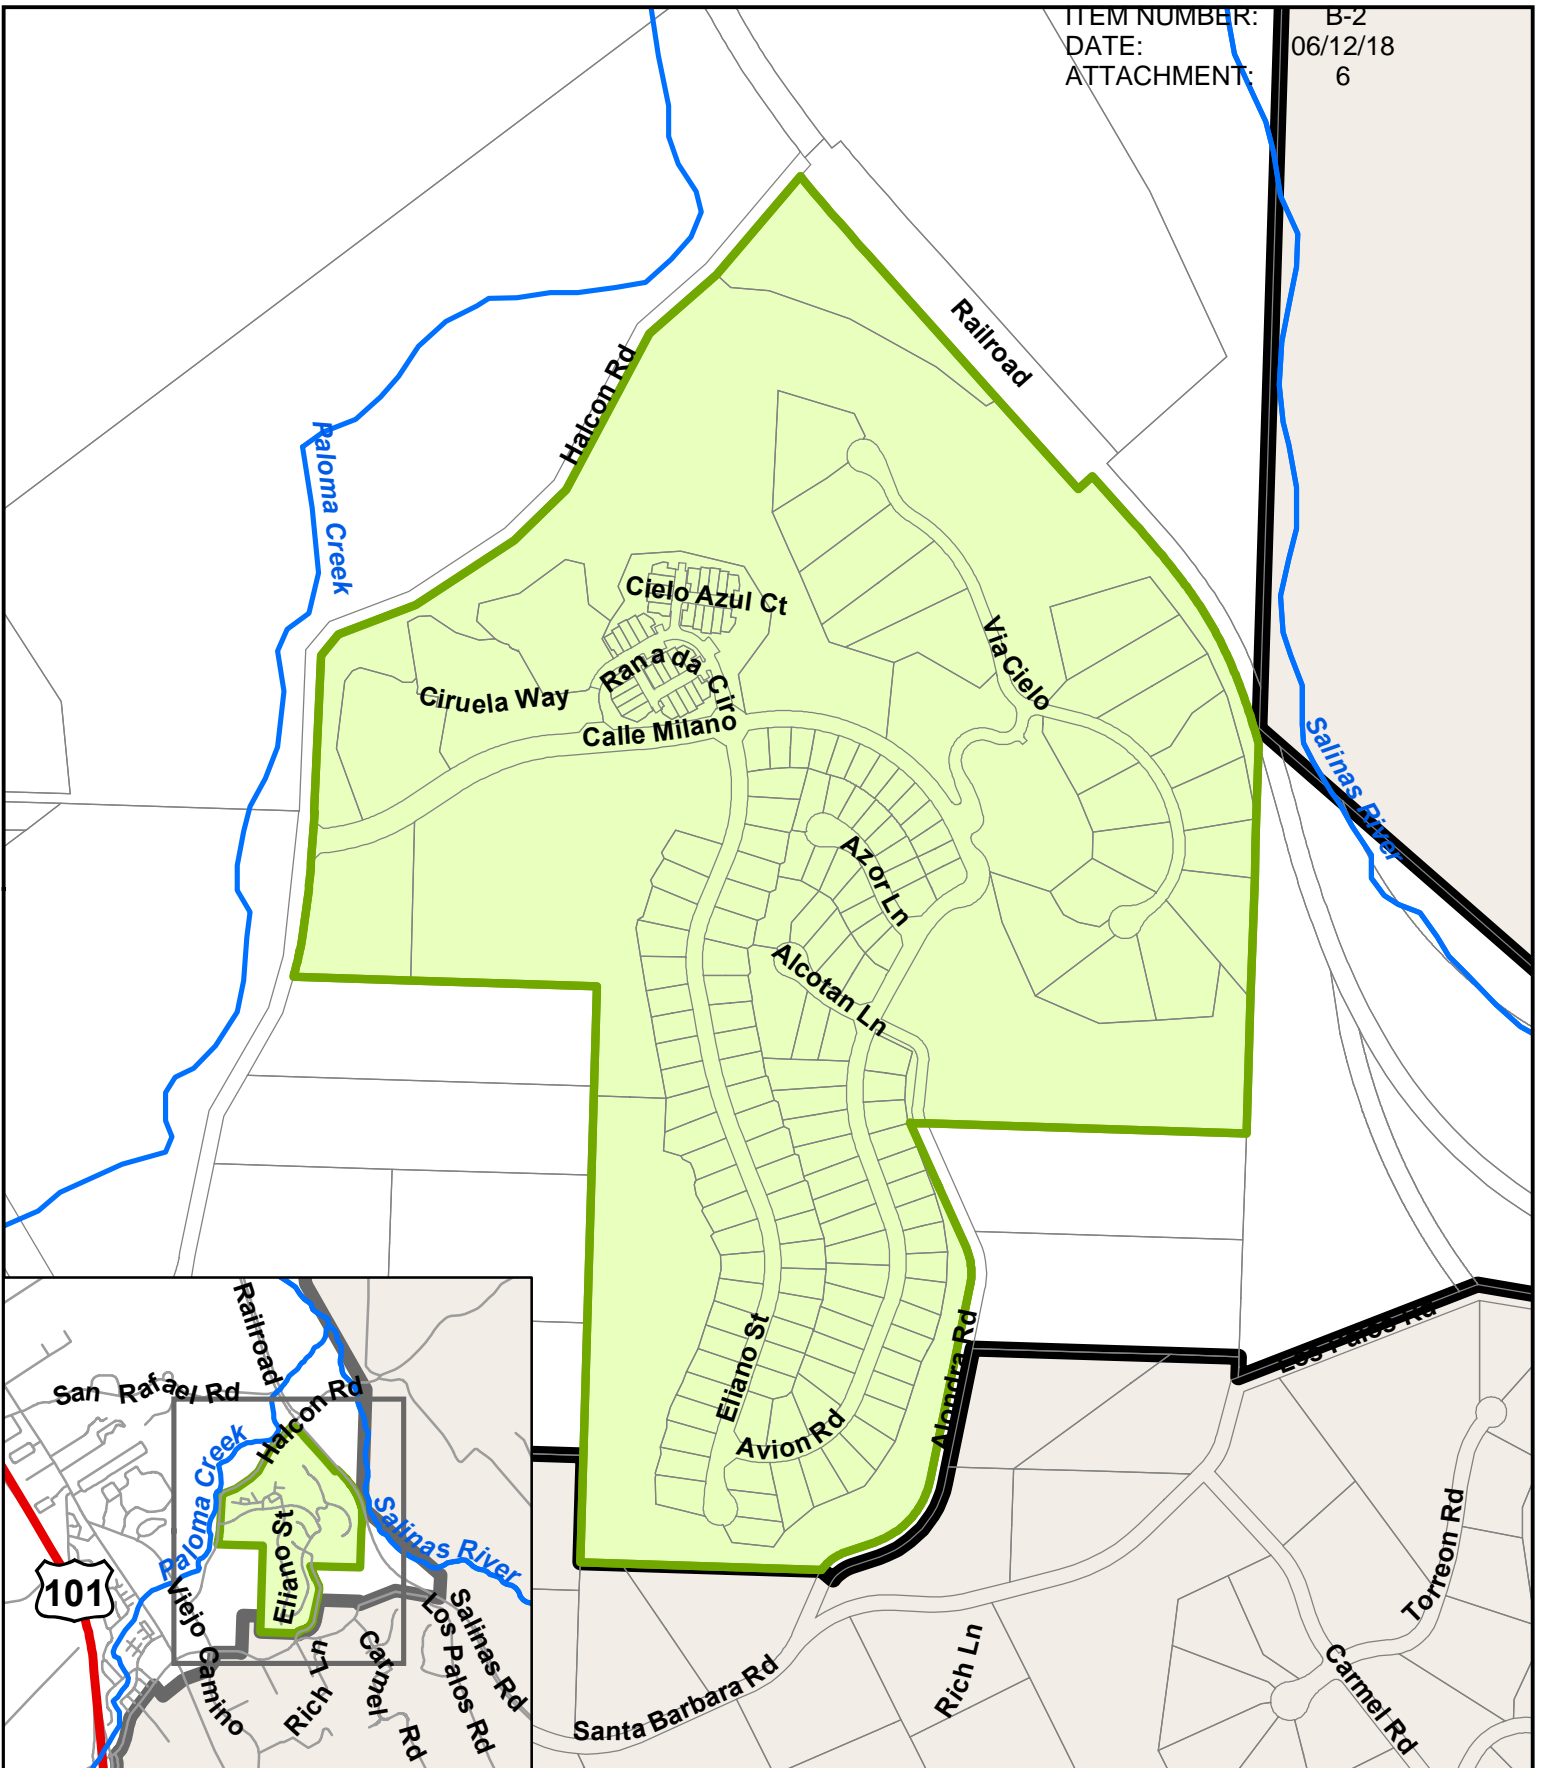 ITEM NUMBER: B-2
DATE: 06/12/18
ATTACHMENT: 6
Railroad
Halcon Rd
Paloma Creek
Cielo Azul Ct
Via Cielo
Ranada Cir
Ciruela Way
Calle Milano
Salinas River
Azor Ln
Alcotan Ln
Eliano St
Alondra Rd
Los Palos Rd
Avion Rd
Torreon Rd
Rich Ln
Carmel Rd
Santa Barbara Rd
Railroad
San Rafael Rd
Halcon Rd
Paloma Creek
Eliano St
Salinas River
101
Viejo Camino
Rich Ln
Carmel Rd
Los Palos Rd
Salinas Rd